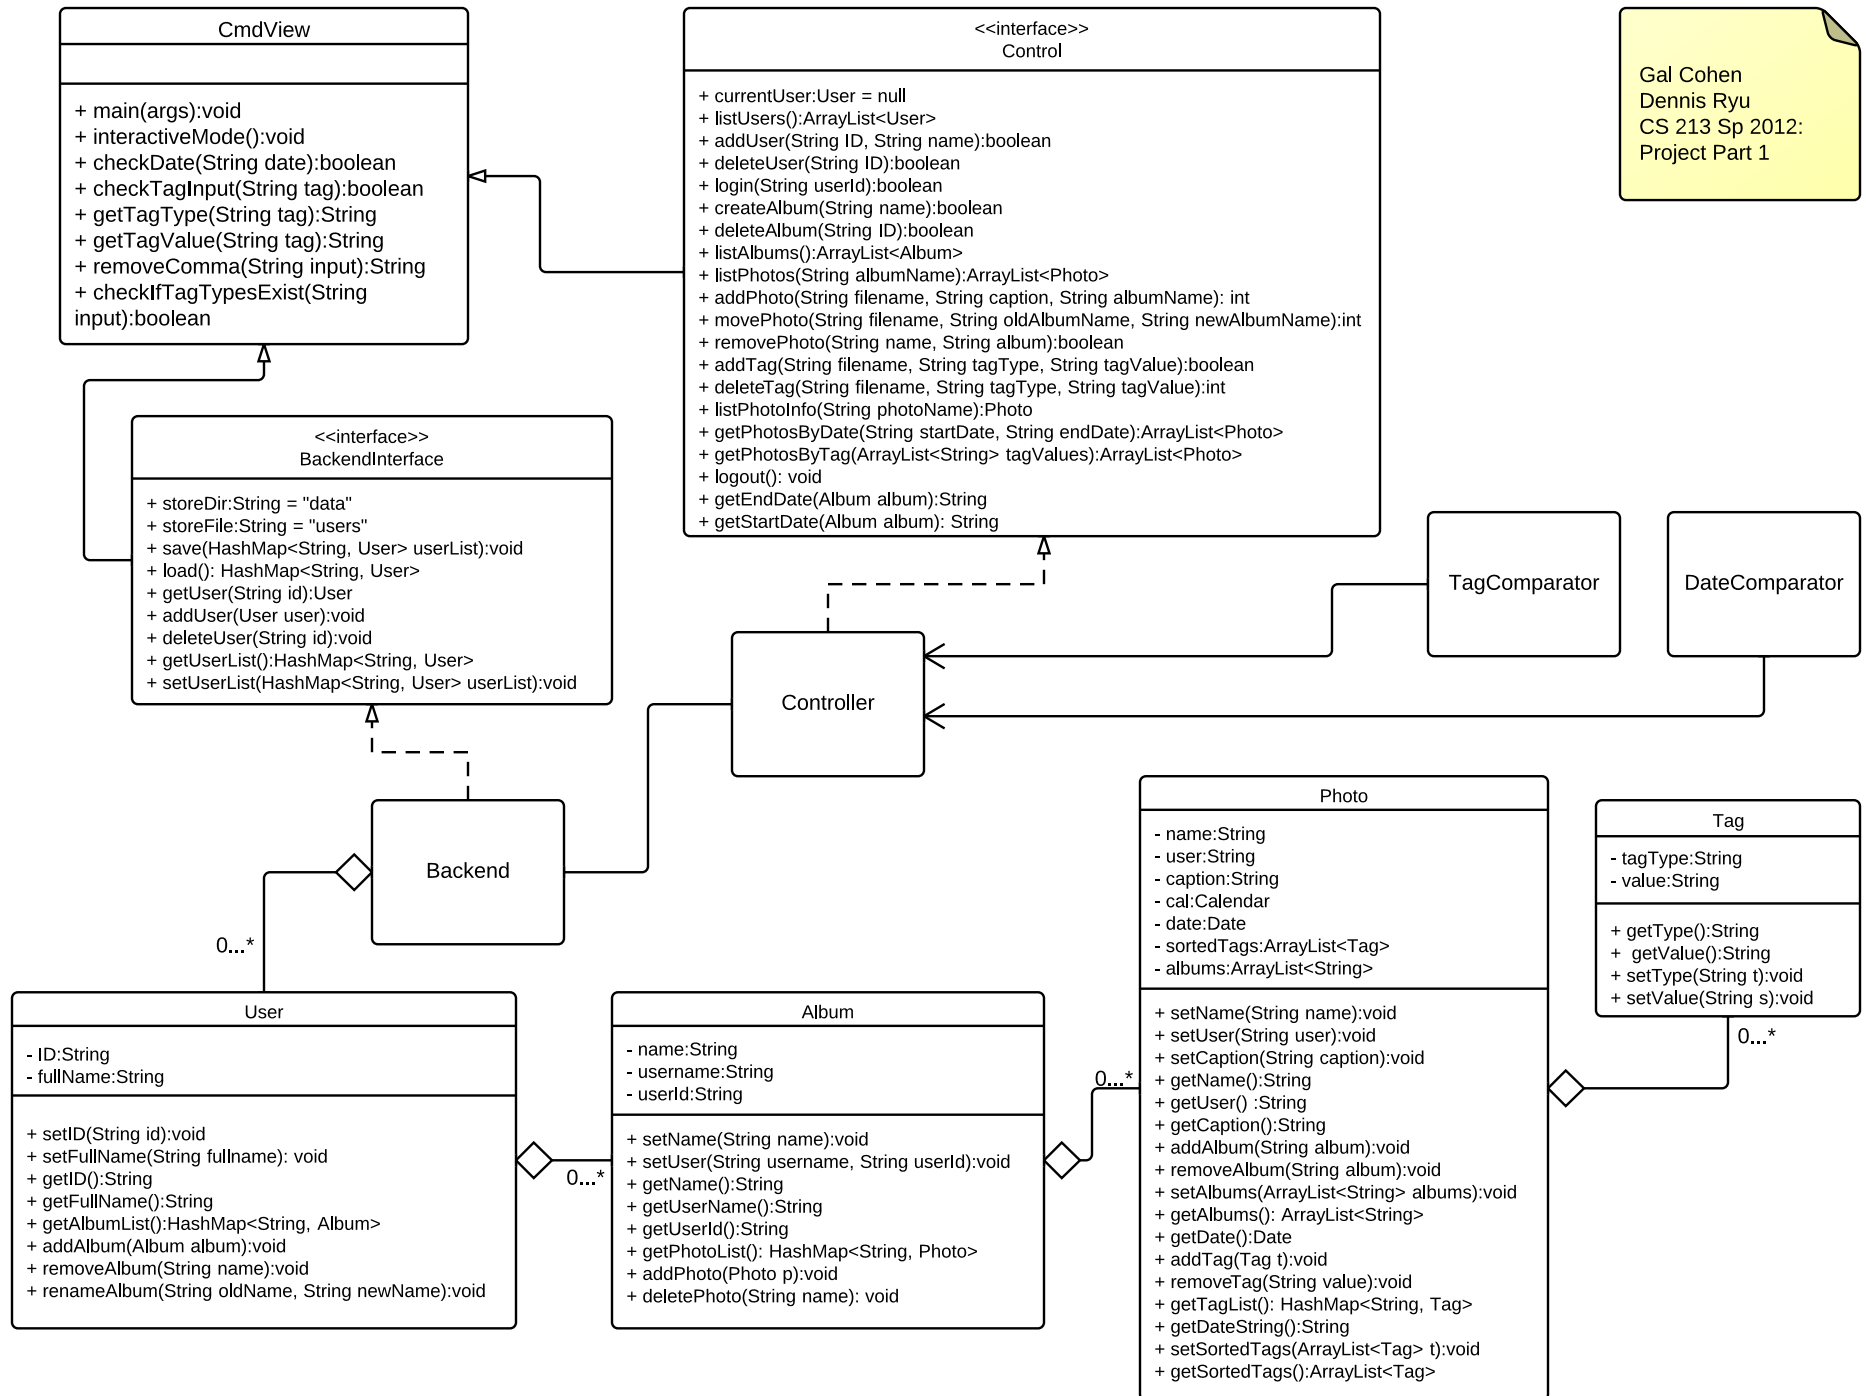 CmdView
+ main(args):void
+ interactiveMode():void
+ checkDate(String date):boolean
+ checkTagInput(String tag):boolean
+ getTagType(String tag):String
+ getTagValue(String tag):String
+ removeComma(String input):String
+ checkIfTagTypesExist(String
input):boolean
<<interface>>
Control
+ currentUser:User = null
+ listUsers():ArrayList<User>
+ addUser(String ID, String name):boolean
+ deleteUser(String ID):boolean
+ login(String userId):boolean
+ createAlbum(String name):boolean
+ deleteAlbum(String ID):boolean
+ listAlbums():ArrayList<Album>
+ listPhotos(String albumName):ArrayList<Photo>
+ addPhoto(String filename, String caption, String albumName): int
+ movePhoto(String filename, String oldAlbumName, String newAlbumName):int
+ removePhoto(String name, String album):boolean
+ addTag(String filename, String tagType, String tagValue):boolean
+ deleteTag(String filename, String tagType, String tagValue):int
+ listPhotoInfo(String photoName):Photo
+ getPhotosByDate(String startDate, String endDate):ArrayList<Photo>
+ getPhotosByTag(ArrayList<String> tagValues):ArrayList<Photo>
+ logout(): void
+ getEndDate(Album album):String
+ getStartDate(Album album): String
Gal Cohen
Dennis Ryu
CS 213 Sp 2012:
Project Part 1
<<interface>>
BackendInterface
+ storeDir:String = "data"
+ storeFile:String = "users"
+ save(HashMap<String, User> userList):void
+ load(): HashMap<String, User>
+ getUser(String id):User
+ addUser(User user):void
+ deleteUser(String id):void
+ getUserList():HashMap<String, User>
+ setUserList(HashMap<String, User> userList):void
TagComparator
DateComparator
Controller
Backend
0...*
User
- ID:String
- fullName:String
+ setID(String id):void
+ setFullName(String fullname): void
+ getID():String
+ getFullName():String
+ getAlbumList():HashMap<String, Album>
+ addAlbum(Album album):void
+ removeAlbum(String name):void
+ renameAlbum(String oldName, String newName):void
0...*
Album
- name:String
- username:String
- userId:String
+ setName(String name):void
+ setUser(String username, String userId):void
+ getName():String
+ getUserName():String
+ getUserId():String
+ getPhotoList(): HashMap<String, Photo>
+ addPhoto(Photo p):void
+ deletePhoto(String name): void
0...*
Photo
- name:String
- user:String
- caption:String
- cal:Calendar
- date:Date
- sortedTags:ArrayList<Tag>
- albums:ArrayList<String>
+ setName(String name):void
+ setUser(String user):void
+ setCaption(String caption):void
+ getName():String
+ getUser() :String
+ getCaption():String
+ addAlbum(String album):void
+ removeAlbum(String album):void
+ setAlbums(ArrayList<String> albums):void
+ getAlbums(): ArrayList<String>
+ getDate():Date
+ addTag(Tag t):void
+ removeTag(String value):void
+ getTagList(): HashMap<String, Tag>
+ getDateString():String
+ setSortedTags(ArrayList<Tag> t):void
+ getSortedTags():ArrayList<Tag>
Tag
- tagType:String
- value:String
+ getType():String
+  getValue():String
+ setType(String t):void
+ setValue(String s):void
0...*